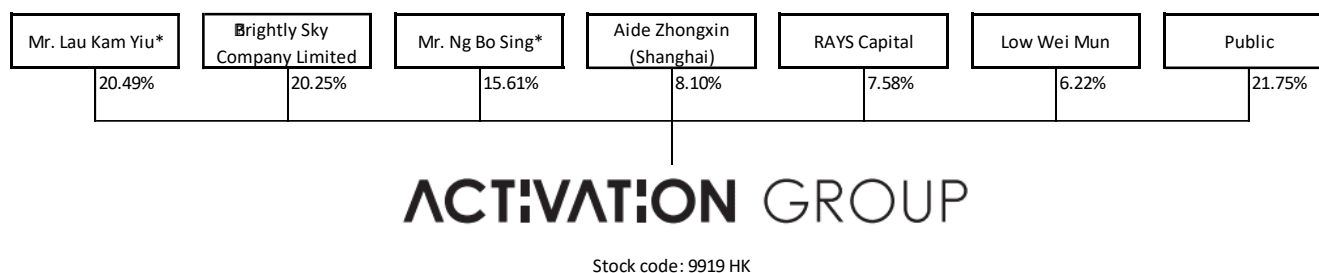 Mr. Lau Kam Yiu*
Brightly Sky
Company Limited
Mr. Ng Bo Sing*
Aide Zhongxin
(Shanghai)
RAYS Capital
Low Wei Mun
Public
20.49%
20.25%
15.61%
8.10%
7.58%
6.22%
21.75%
ACTIVATION GROUP
Stock code: 9919 HK